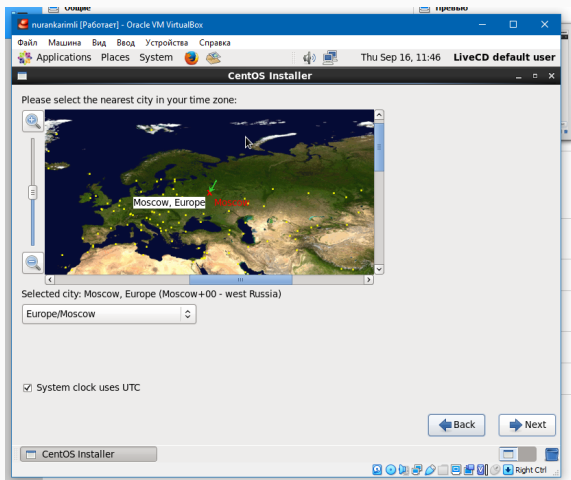 Общие
Превью
nurankarimli [Работает] - Oracle VM VirtualBox
Файл Машина Вид Ввод Устройства Справка
Applications Places System Thu Sep 16, 11:46 LiveCD default user
CentOS Installer
Please select the nearest city in your time zone:
Moscow, Europe Moscow
Selected city: Moscow, Europe (Moscow+00 - west Russia)
Europe/Moscow
System clock uses UTC
Back Next
CentOS Installer
Right Ctrl